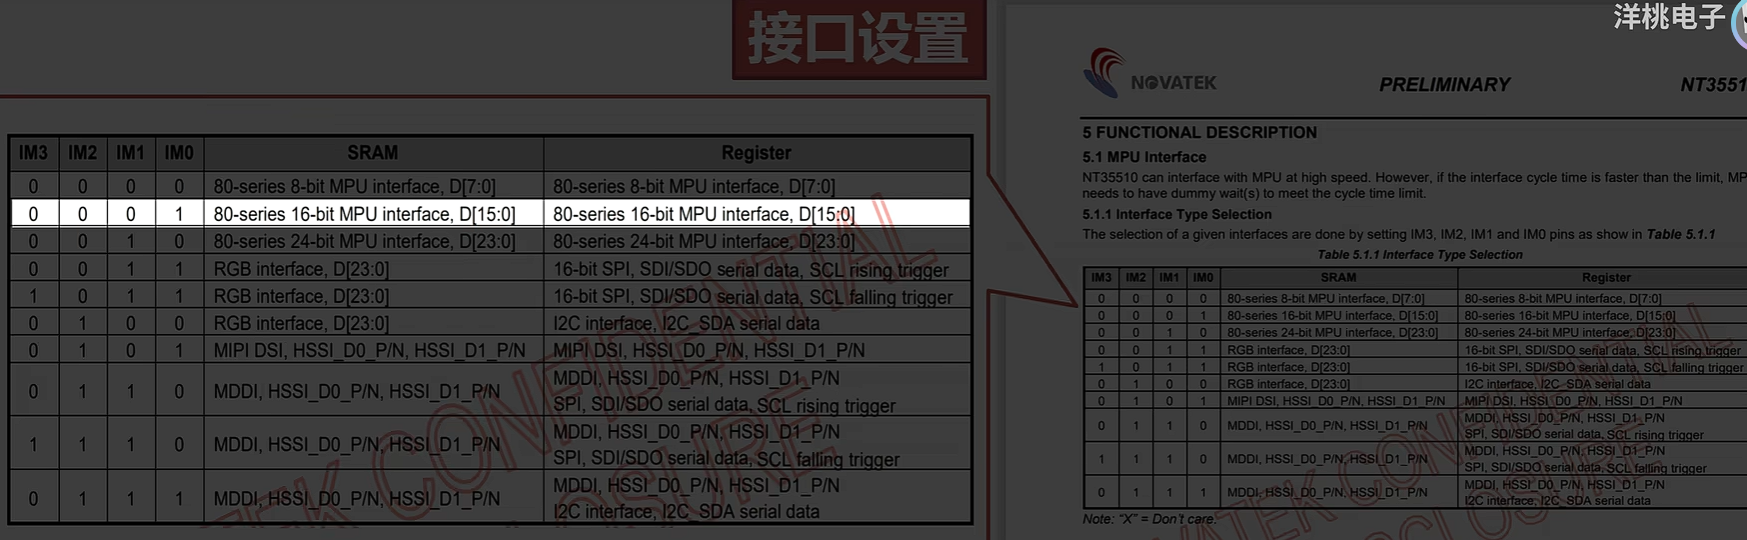 接口设置
洋桃电子
IM3 IM2 IM1 IM0 SRAM Register
0 0 0 0 80-series 8-bit MPU interface, D[7:0] 80-series 8-bit MPU interface, D[7:0]
0 0 0 1 80-series 16-bit MPU interface, D[15:0] 80-series 16-bit MPU interface, D[15:0]
0 0 1 0 80-series 24-bit MPU interface, D[23:0] 80-series 24-bit MPU interface, D[23:0]
0 0 1 1 RGB interface, D[23:0] 16-bit SPI, SDI/SDO serial data, SCL rising trigger
1 0 1 1 RGB interface, D[23:0] 16-bit SPI, SDI/SDO serial data, SCL falling trigger
0 1 0 0 RGB interface, D[23:0] I2C interface, I2C_SDA serial data
0 1 0 1 MIPI DSI, HSSI_D0_P/N, HSSI_D1_P/N MIPI DSI, HSSI_D0_P/N, HSSI_D1_P/N
0 1 1 0 MDDI, HSSI_D0_P/N, HSSI_D1_P/N MDDI, HSSI_D0_P/N, HSSI_D1_P/N
SPI, SDI/SDO serial data, SCL rising trigger
1 1 1 0 MDDI, HSSI_D0_P/N, HSSI_D1_P/N MDDI, HSSI_D0_P/N, HSSI_D1_P/N
SPI, SDI/SDO serial data, SCL falling trigger
0 1 1 1 MDDI, HSSI_D0_P/N, HSSI_D1_P/N MDDI, HSSI_D0_P/N, HSSI_D1_P/N
I2C interface, I2C_SDA serial data
NOVATEK PRELIMINARY NT3551
5 FUNCTIONAL DESCRIPTION
5.1 MPU Interface
NT35510 can interface with MPU at high speed. However, if the interface cycle time is faster than the limit, MP
needs to have dummy wait(s) to meet the cycle time limit.
5.1.1 Interface Type Selection
The selection of a given interfaces are done by setting IM3, IM2, IM1 and IM0 pins as show in Table 5.1.1
Table 5.1.1 Interface Type Selection
IM3 IM2 IM1 IM0 SRAM Register
0 0 0 0 80-series 8-bit MPU interface, D[7:0] 80-series 8-bit MPU interface, D[7:0]
0 0 0 1 80-series 16-bit MPU interface, D[15:0] 80-series 16-bit MPU interface, D[15:0]
0 0 1 0 80-series 24-bit MPU interface, D[23:0] 80-series 24-bit MPU interface, D[23:0]
0 0 1 1 RGB interface, D[23:0] 16-bit SPI, SDI/SDO serial data, SCL rising trigger
1 0 1 1 RGB interface, D[23:0] 16-bit SPI, SDI/SDO serial data, SCL falling trigger
0 1 0 0 RGB interface, D[23:0] I2C interface, I2C_SDA serial data
0 1 0 1 MIPI DSI, HSSI_D0_P/N, HSSI_D1_P/N MIPI DSI, HSSI_D0_P/N, HSSI_D1_P/N
0 1 1 0 MDDI, HSSI_D0_P/N, HSSI_D1_P/N MDDI, HSSI_D0_P/N, HSSI_D1_P/N
SPI, SDI/SDO serial data, SCL rising trigger
1 1 1 0 MDDI, HSSI_D0_P/N, HSSI_D1_P/N MDDI, HSSI_D0_P/N, HSSI_D1_P/N
SPI, SDI/SDO serial data, SCL falling trigger
0 1 1 1 MDDI, HSSI_D0_P/N, HSSI_D1_P/N MDDI, HSSI_D0_P/N, HSSI_D1_P/N
I2C interface, I2C_SDA serial data
Note: "X" = Don't care.